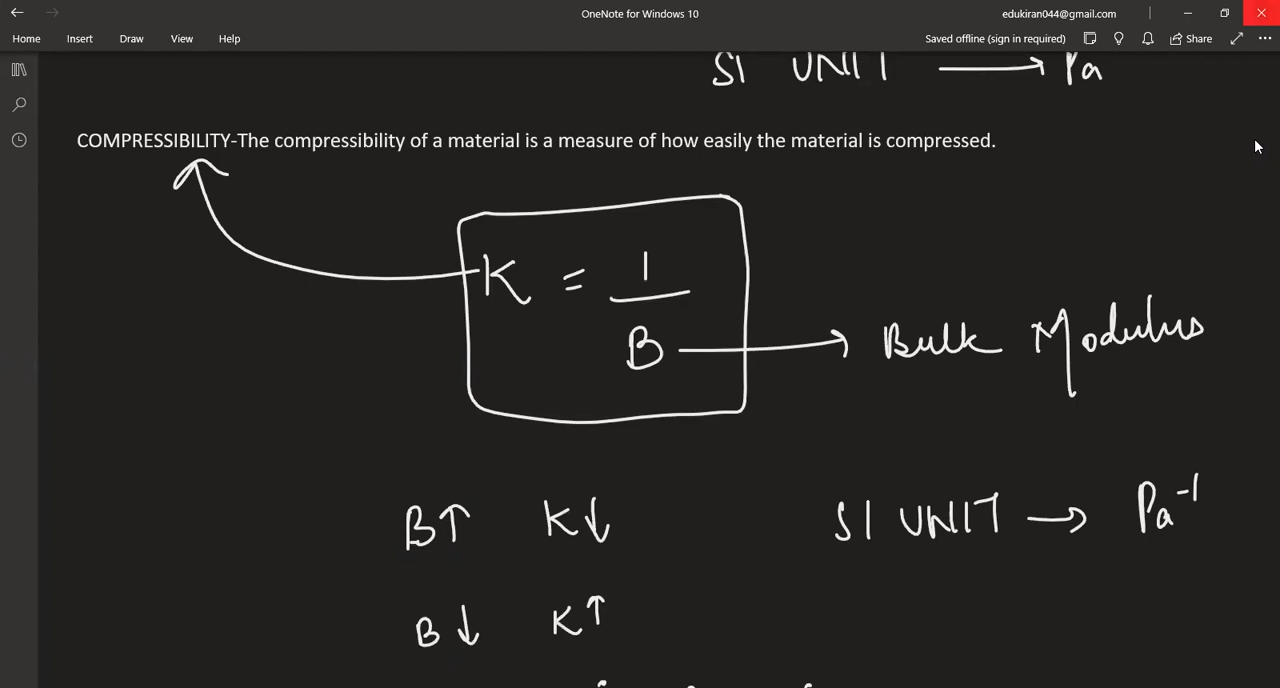 OneNote for Windows 10
edukiran044@gmail.com
Home Insert Draw View Help
Saved offline (sign in required) Share
SI UNIT → Pa
COMPRESSIBILITY-The compressibility of a material is a measure of how easily the material is compressed.
K = 1/B → Bulk Modulus
B↑ K↓ SI UNIT → Pa⁻¹
B↓ K↑